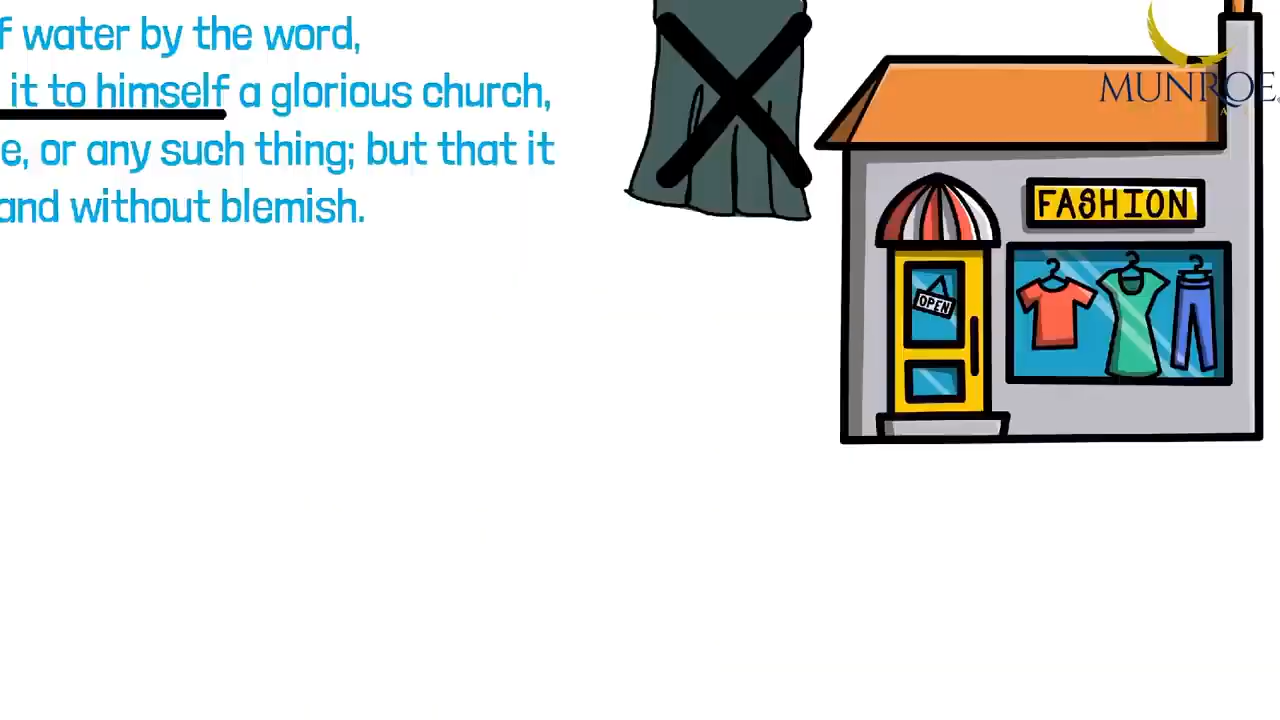 f water by the word,
it to himself a glorious church,
e, or any such thing; but that it
and without blemish.
MUNROE
FASHION
OPEN